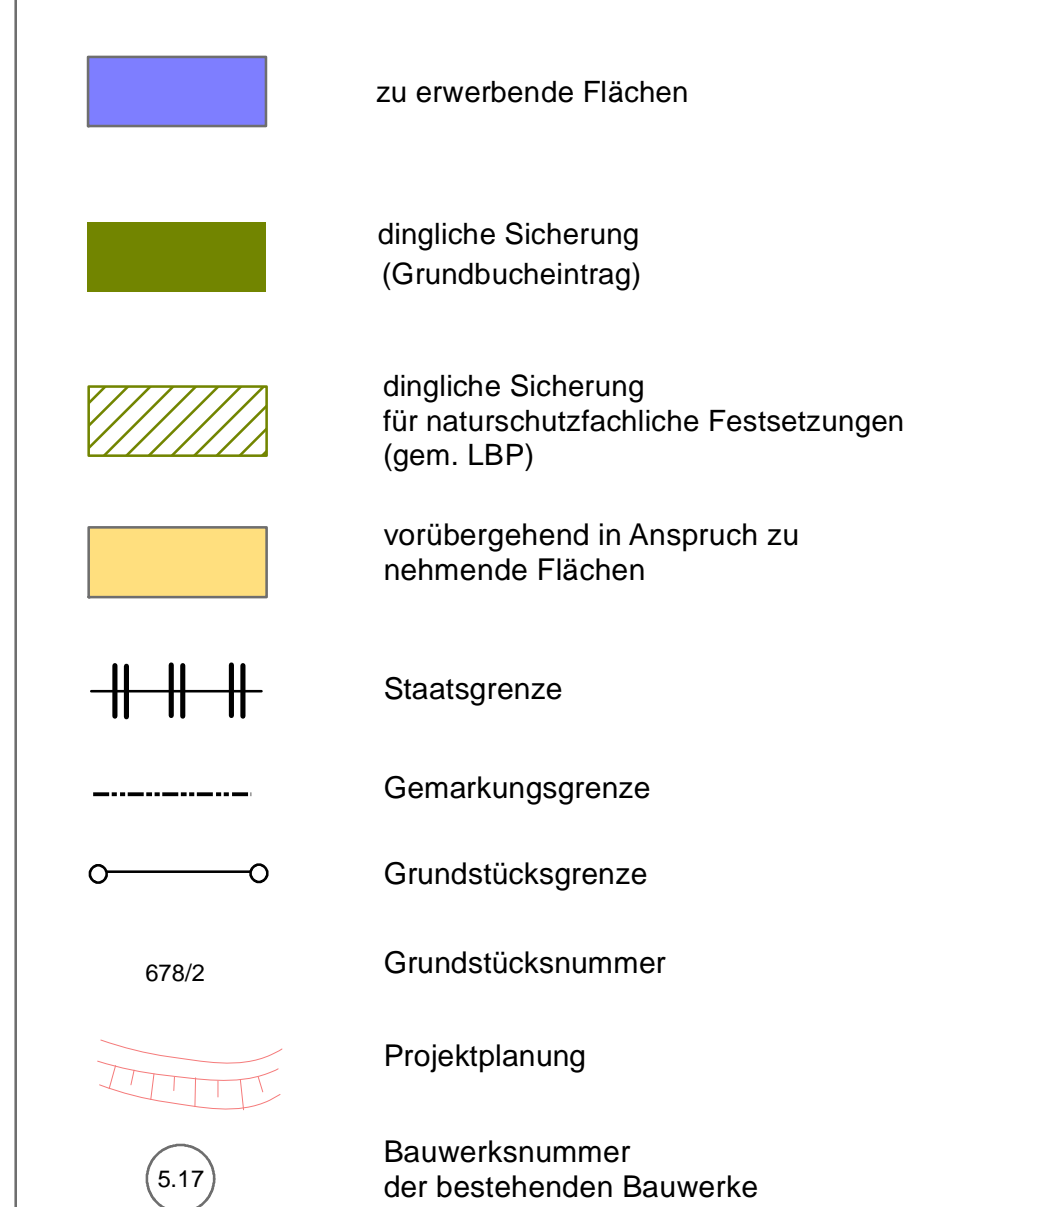 zu erwerbende Flächen
dingliche Sicherung
(Grundbucheintrag)
dingliche Sicherung
für naturschutzfachliche Festsetzungen
(gem. LBP)
vorübergehend in Anspruch zu
nehmende Flächen
Staatsgrenze
Gemarkungsgrenze
Grundstücksgrenze
678/2 Grundstücksnummer
Projektplanung
Bauwerksnummer
5.17 der bestehenden Bauwerke